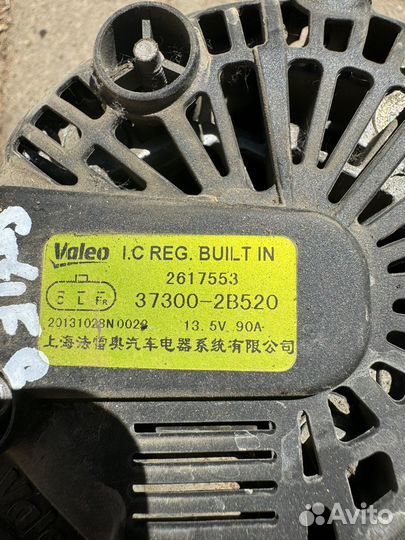 Valeo I.C REG. BUILT IN
2617553
C L FR 37300-2B520
20131028N0029 13.5V 90A
上海法雷奥汽车电器系统有限公司
Avito